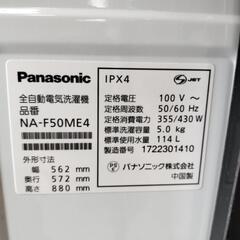 Panasonic
全自動電気洗濯機
品番
NA-F50ME4
外形寸法
幅 562 mm
奥行 572 mm
高さ 880 mm
IPX4
S JET
定格電圧 100 V ～
定格周波数 50/60 Hz
定格消費電力 355/430 W
標準洗濯容量 5.0 kg
標準使用水量 114 L
製造番号 1722301410
PS E パナソニック株式会社
中国製